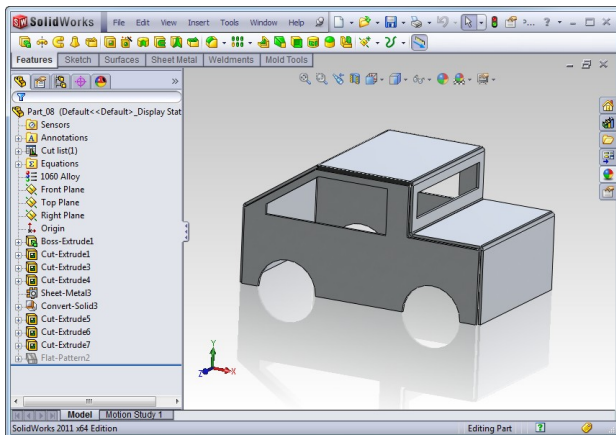 SolidWorks File Edit View Insert Tools Window Help
Features Sketch Surfaces Sheet Metal Weldments Mold Tools
Part_08 (Default<<Default>_Display Stat
Sensors
A Annotations
Cut list(1)
Σ Equations
1060 Alloy
Front Plane
Top Plane
Right Plane
Origin
Boss-Extrude1
Cut-Extrude1
Cut-Extrude3
Cut-Extrude4
Sheet-Metal3
Convert-Solid3
Cut-Extrude5
Cut-Extrude6
Cut-Extrude7
Flat-Pattern2
Y
Z X
Model Motion Study 1
SolidWorks 2011 x64 Edition Editing Part ?